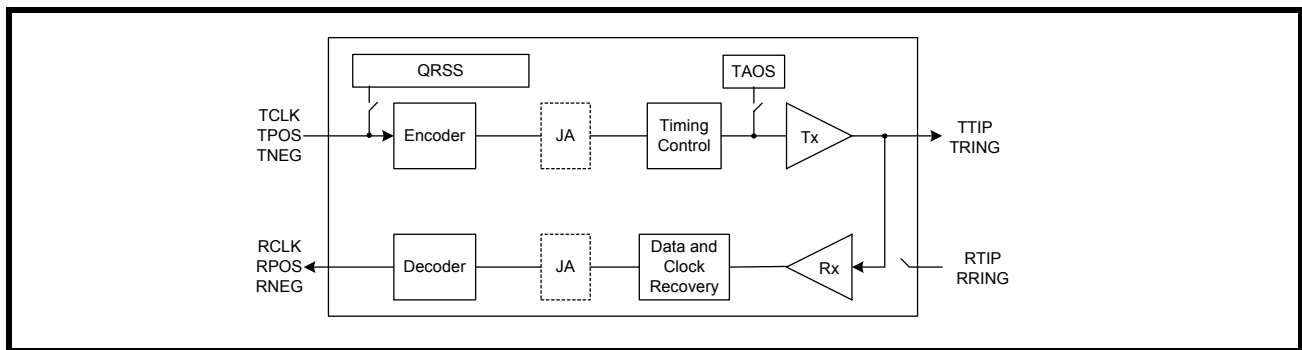 QRSS
TAOS
TCLK
TPOS
TNEG
Encoder
JA
Timing
Control
Tx
TTIP
TRING
RCLK
RPOS
RNEG
Decoder
JA
Data and
Clock
Recovery
Rx
RTIP
RRING